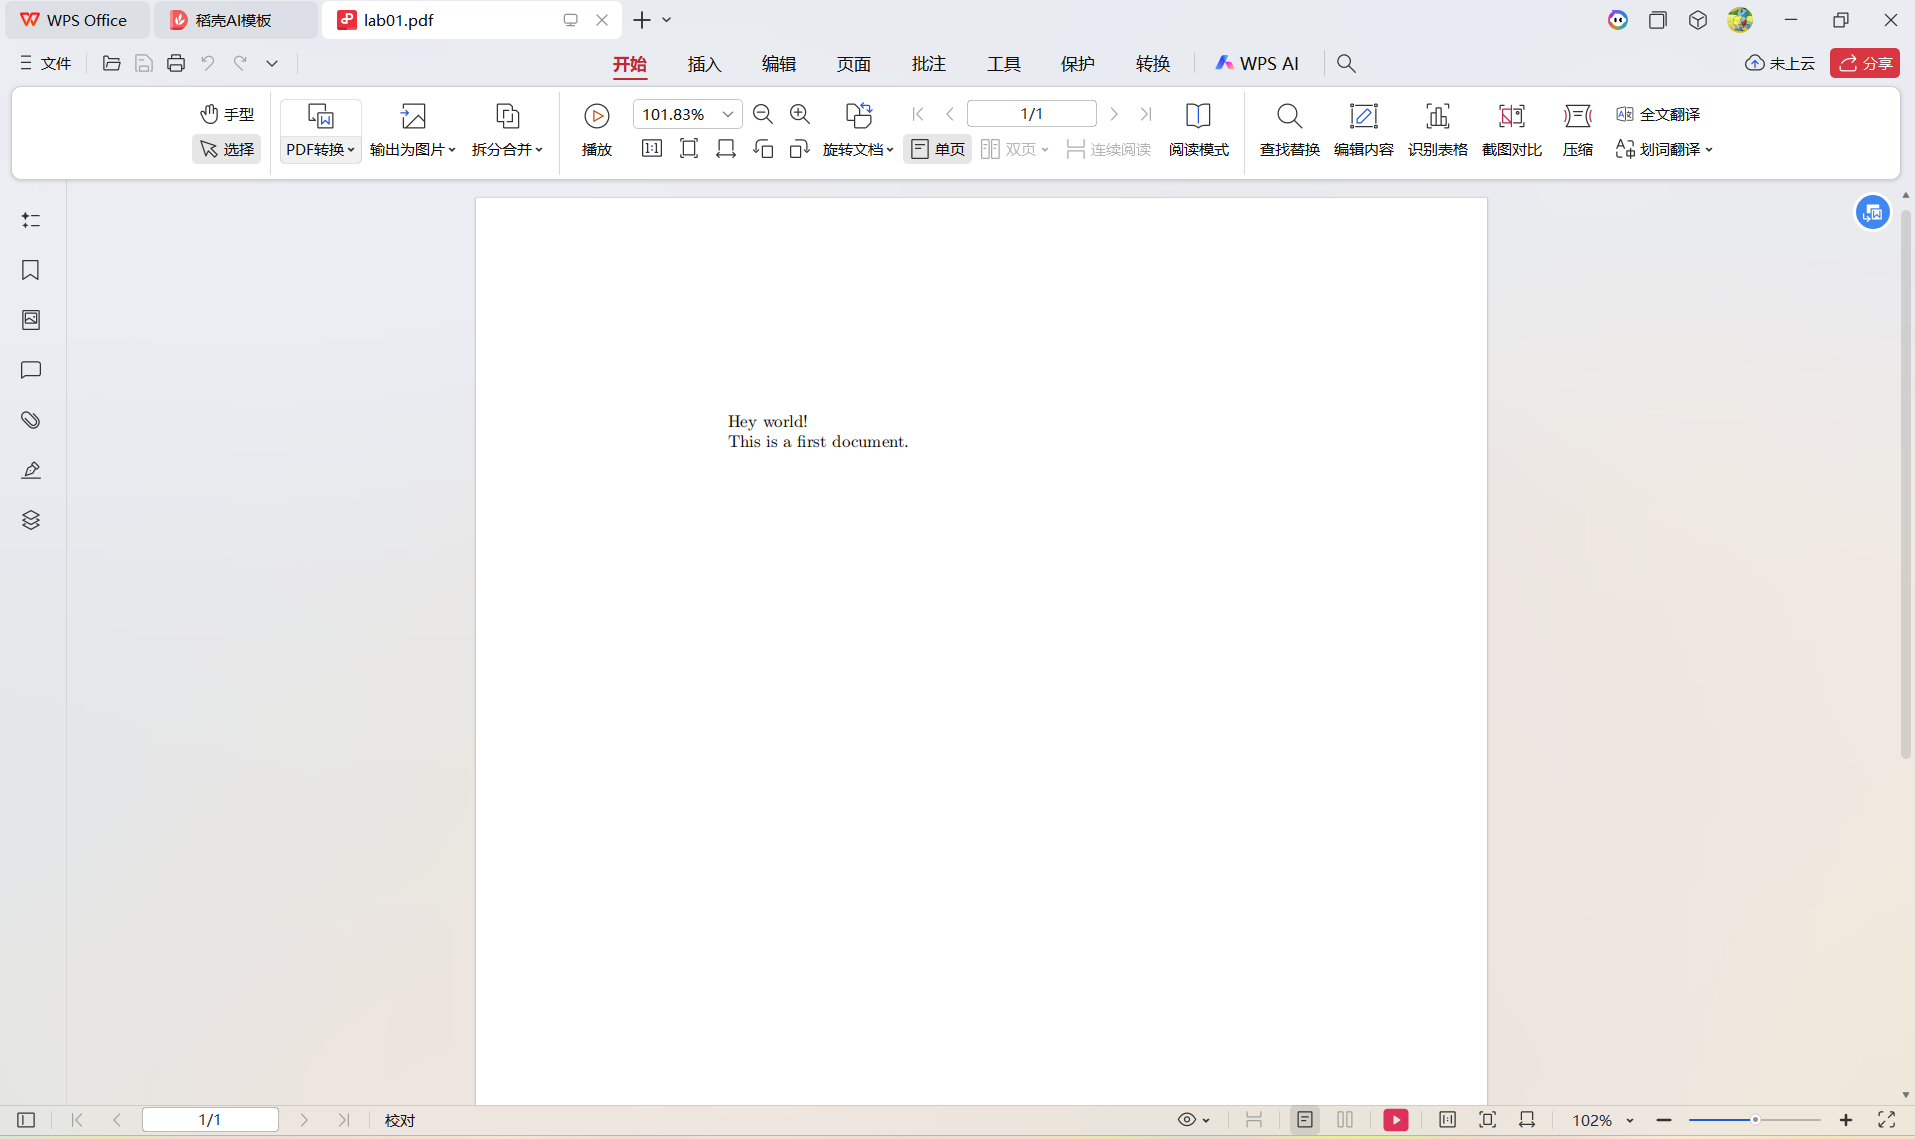 WPS Office
稻壳AI模板
lab01.pdf
文件
开始
插入
编辑
页面
批注
工具
保护
转换
WPS AI
未上云
分享
手型
选择
PDF转换
输出为图片
拆分合并
播放
101.83%
1:1
旋转文档
1/1
单页
双页
连续阅读
阅读模式
查找替换
编辑内容
识别表格
截图对比
压缩
全文翻译
划词翻译
Hey world!
This is a first document.
1/1
校对
102%